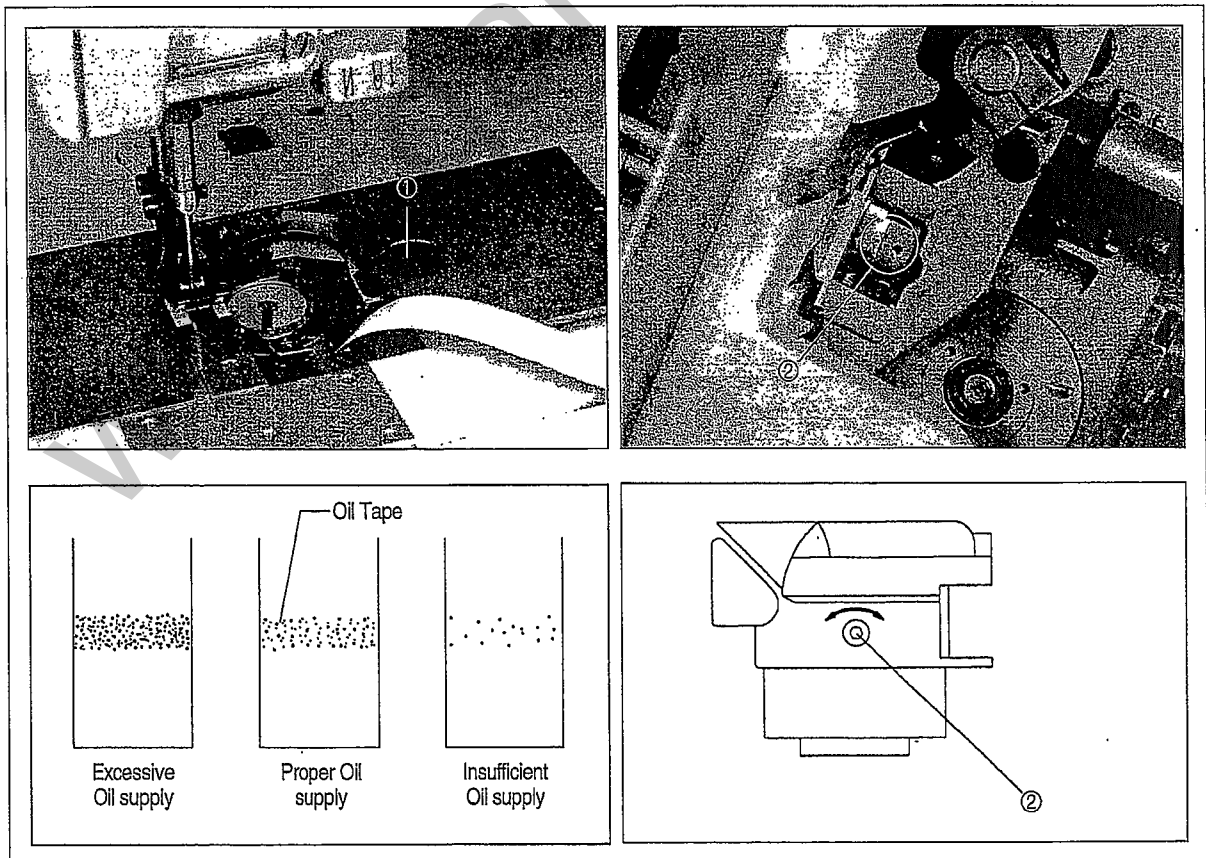 ①
②
Oil Tape
Excessive
Oil supply
Proper Oil
supply
Insufficient
Oil supply
②